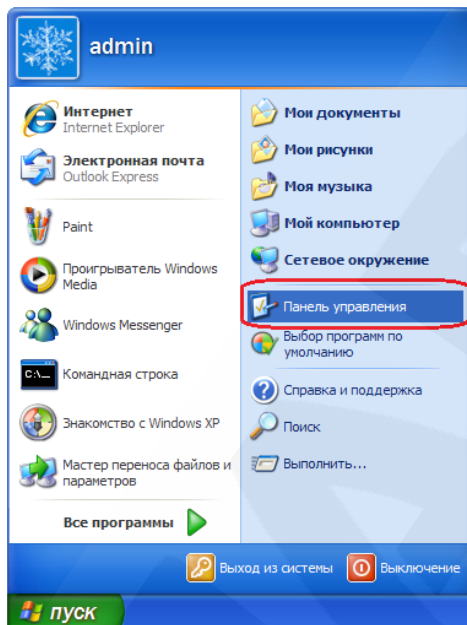 admin
Интернет
Internet Explorer
Электронная почта
Outlook Express
Paint
Проигрыватель Windows
Media
Windows Messenger
C:\_
Командная строка
Знакомство с Windows XP
Мастер переноса файлов и
параметров
Все программы
Мои документы
Мои рисунки
Моя музыка
Мой компьютер
Сетевое окружение
Панель управления
Выбор программ по
умолчанию
Справка и поддержка
Поиск
Выполнить...
Выход из системы
Выключение
пуск